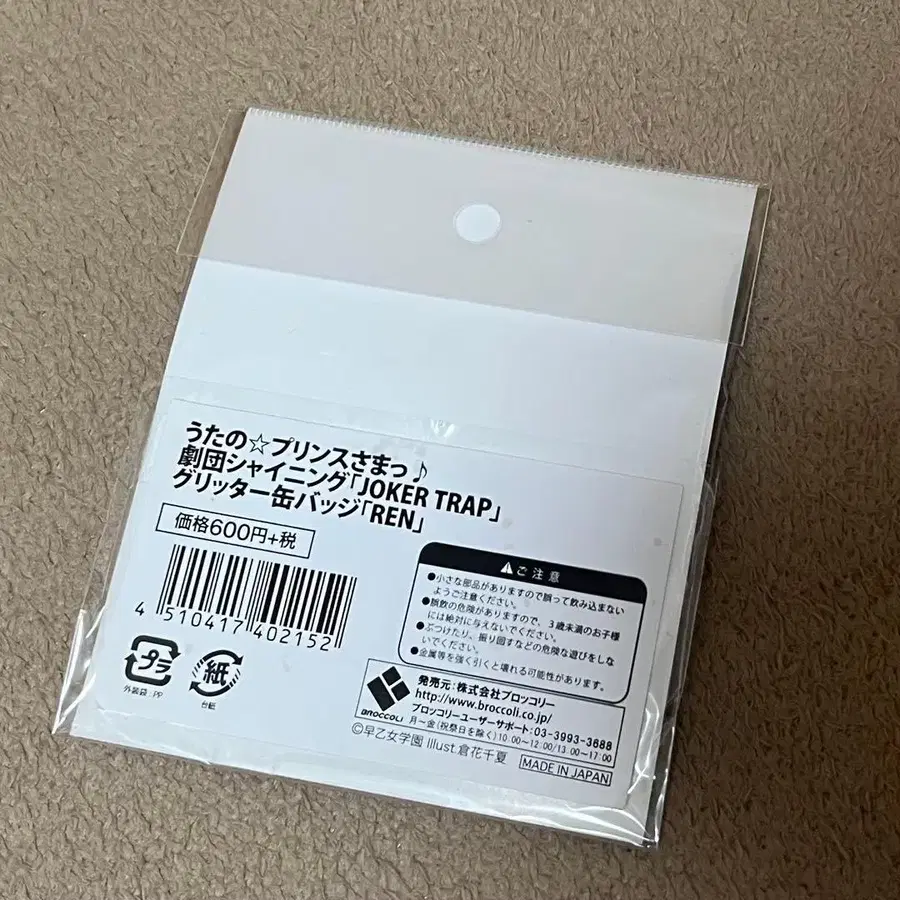 うたの☆プリンスさまっ♪
劇団シャイニング「JOKER TRAP」
グリッター缶バッジ「REN」
価格600円+税
4 510417 402152
プラ
外装袋:PP
紙
台紙
ご注意
●小さな部品がありますので誤って飲み込まない
ようご注意ください。
●誤飲の危険がありますので、3歳未満のお子様
には絶対に与えないでください。
●ぶつけたり、振り回すなどの危険な遊びをしな
いでください。
●金属等を強く引くと壊れる可能性があります。
BROCCOLI
発売元:株式会社ブロッコリー
http://www.broccoli.co.jp/
ブロッコリーユーザーサポート:03-3993-3688
月〜金(祝祭日を除く)10:00〜12:00/13:00〜17:00
©早乙女学園 Illust.倉花千夏
MADE IN JAPAN